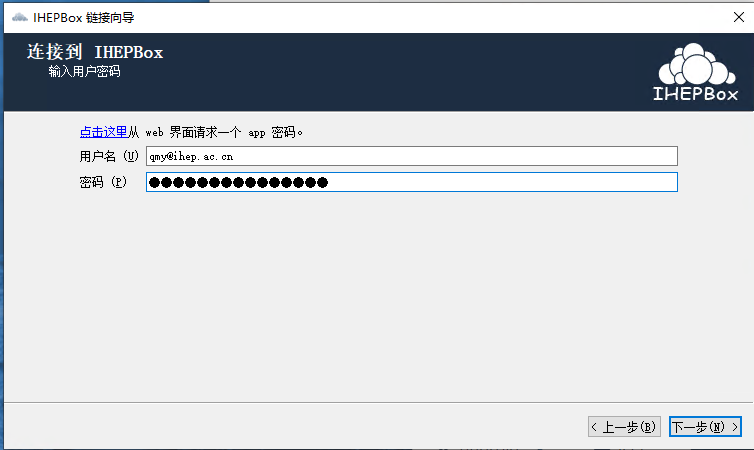 IHEPBox 链接向导
连接到 IHEPBox
输入用户密码
IHEPBox
点击这里从 web 界面请求一个 app 密码。
用户名 (U) qmy@ihep.ac.cn
密码 (P) ●●●●●●●●●●●●●●●
< 上一步(B) 下一步(N) >